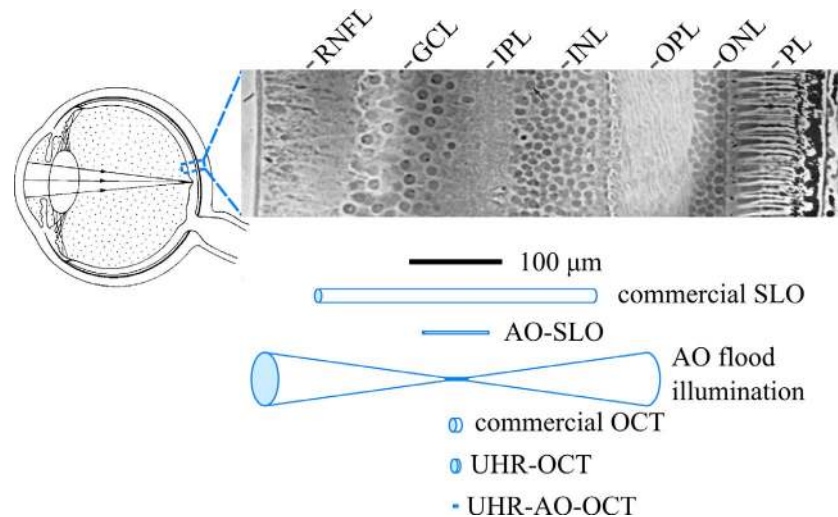 -RNFL
-GCL
-IPL
-INL
-OPL
-ONL
-PL
100 μm
commercial SLO
AO-SLO
AO flood
illumination
commercial OCT
UHR-OCT
UHR-AO-OCT